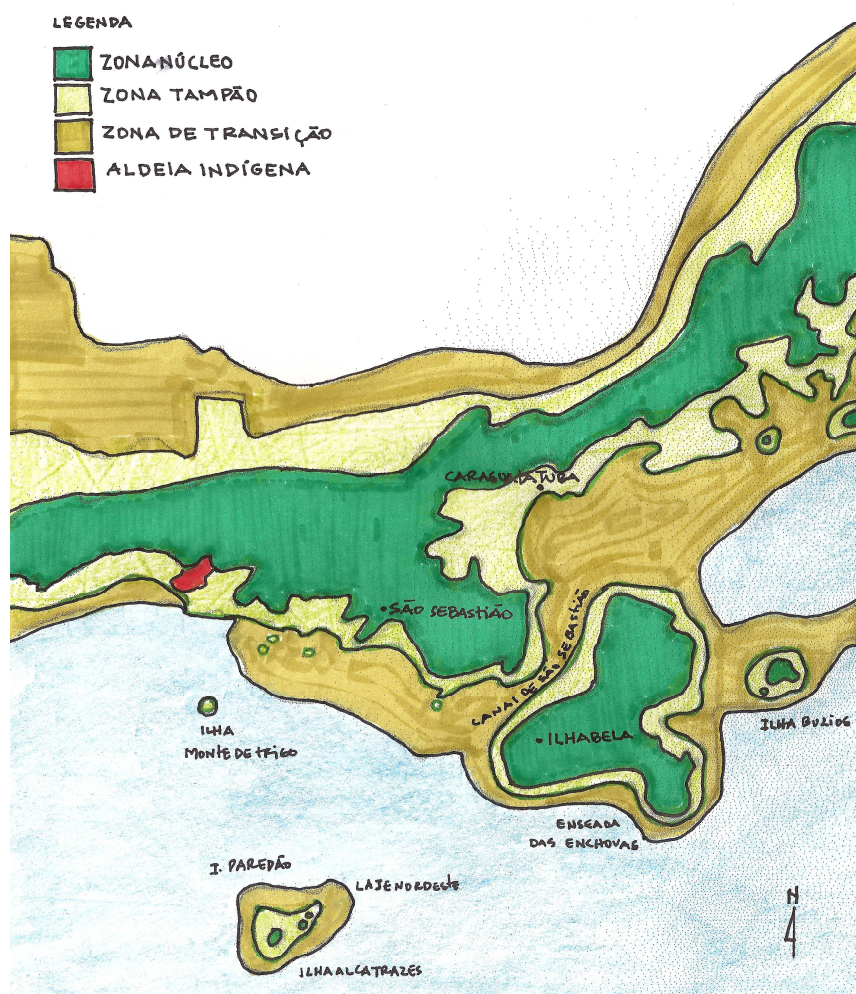 LEGENDA
ZONA NÚCLEO
ZONA TAMPÃO
ZONA DE TRANSIÇÃO
ALDEIA INDÍGENA
CARAGUATATUBA
SÃO SEBASTIÃO
CANAL DE SÃO SEBASTIÃO
ILHABELA
ILHA BUZIOS
ILHA
MONTE DE TRIGO
ENSEADA
DAS ENCHOVAS
I. PAREDÃO
LAJE NORDESTE
ILHA ALCATRAZES
N